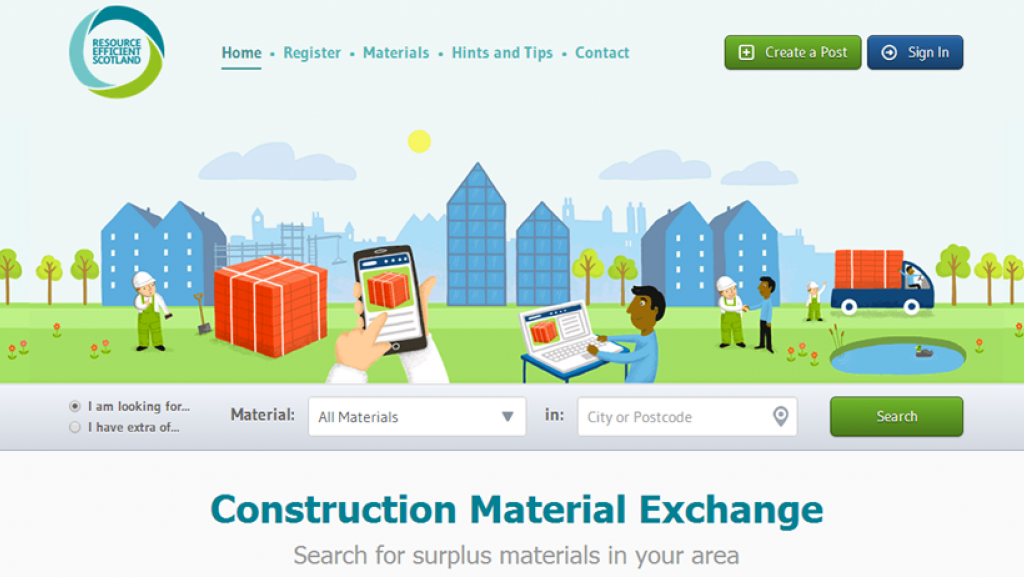 RESOURCE
EFFICIENT
SCOTLAND
Home • Register • Materials • Hints and Tips • Contact
Create a Post
Sign In
I am looking for...
I have extra of...
Material:
All Materials
in:
City or Postcode
Search
Construction Material Exchange
Search for surplus materials in your area